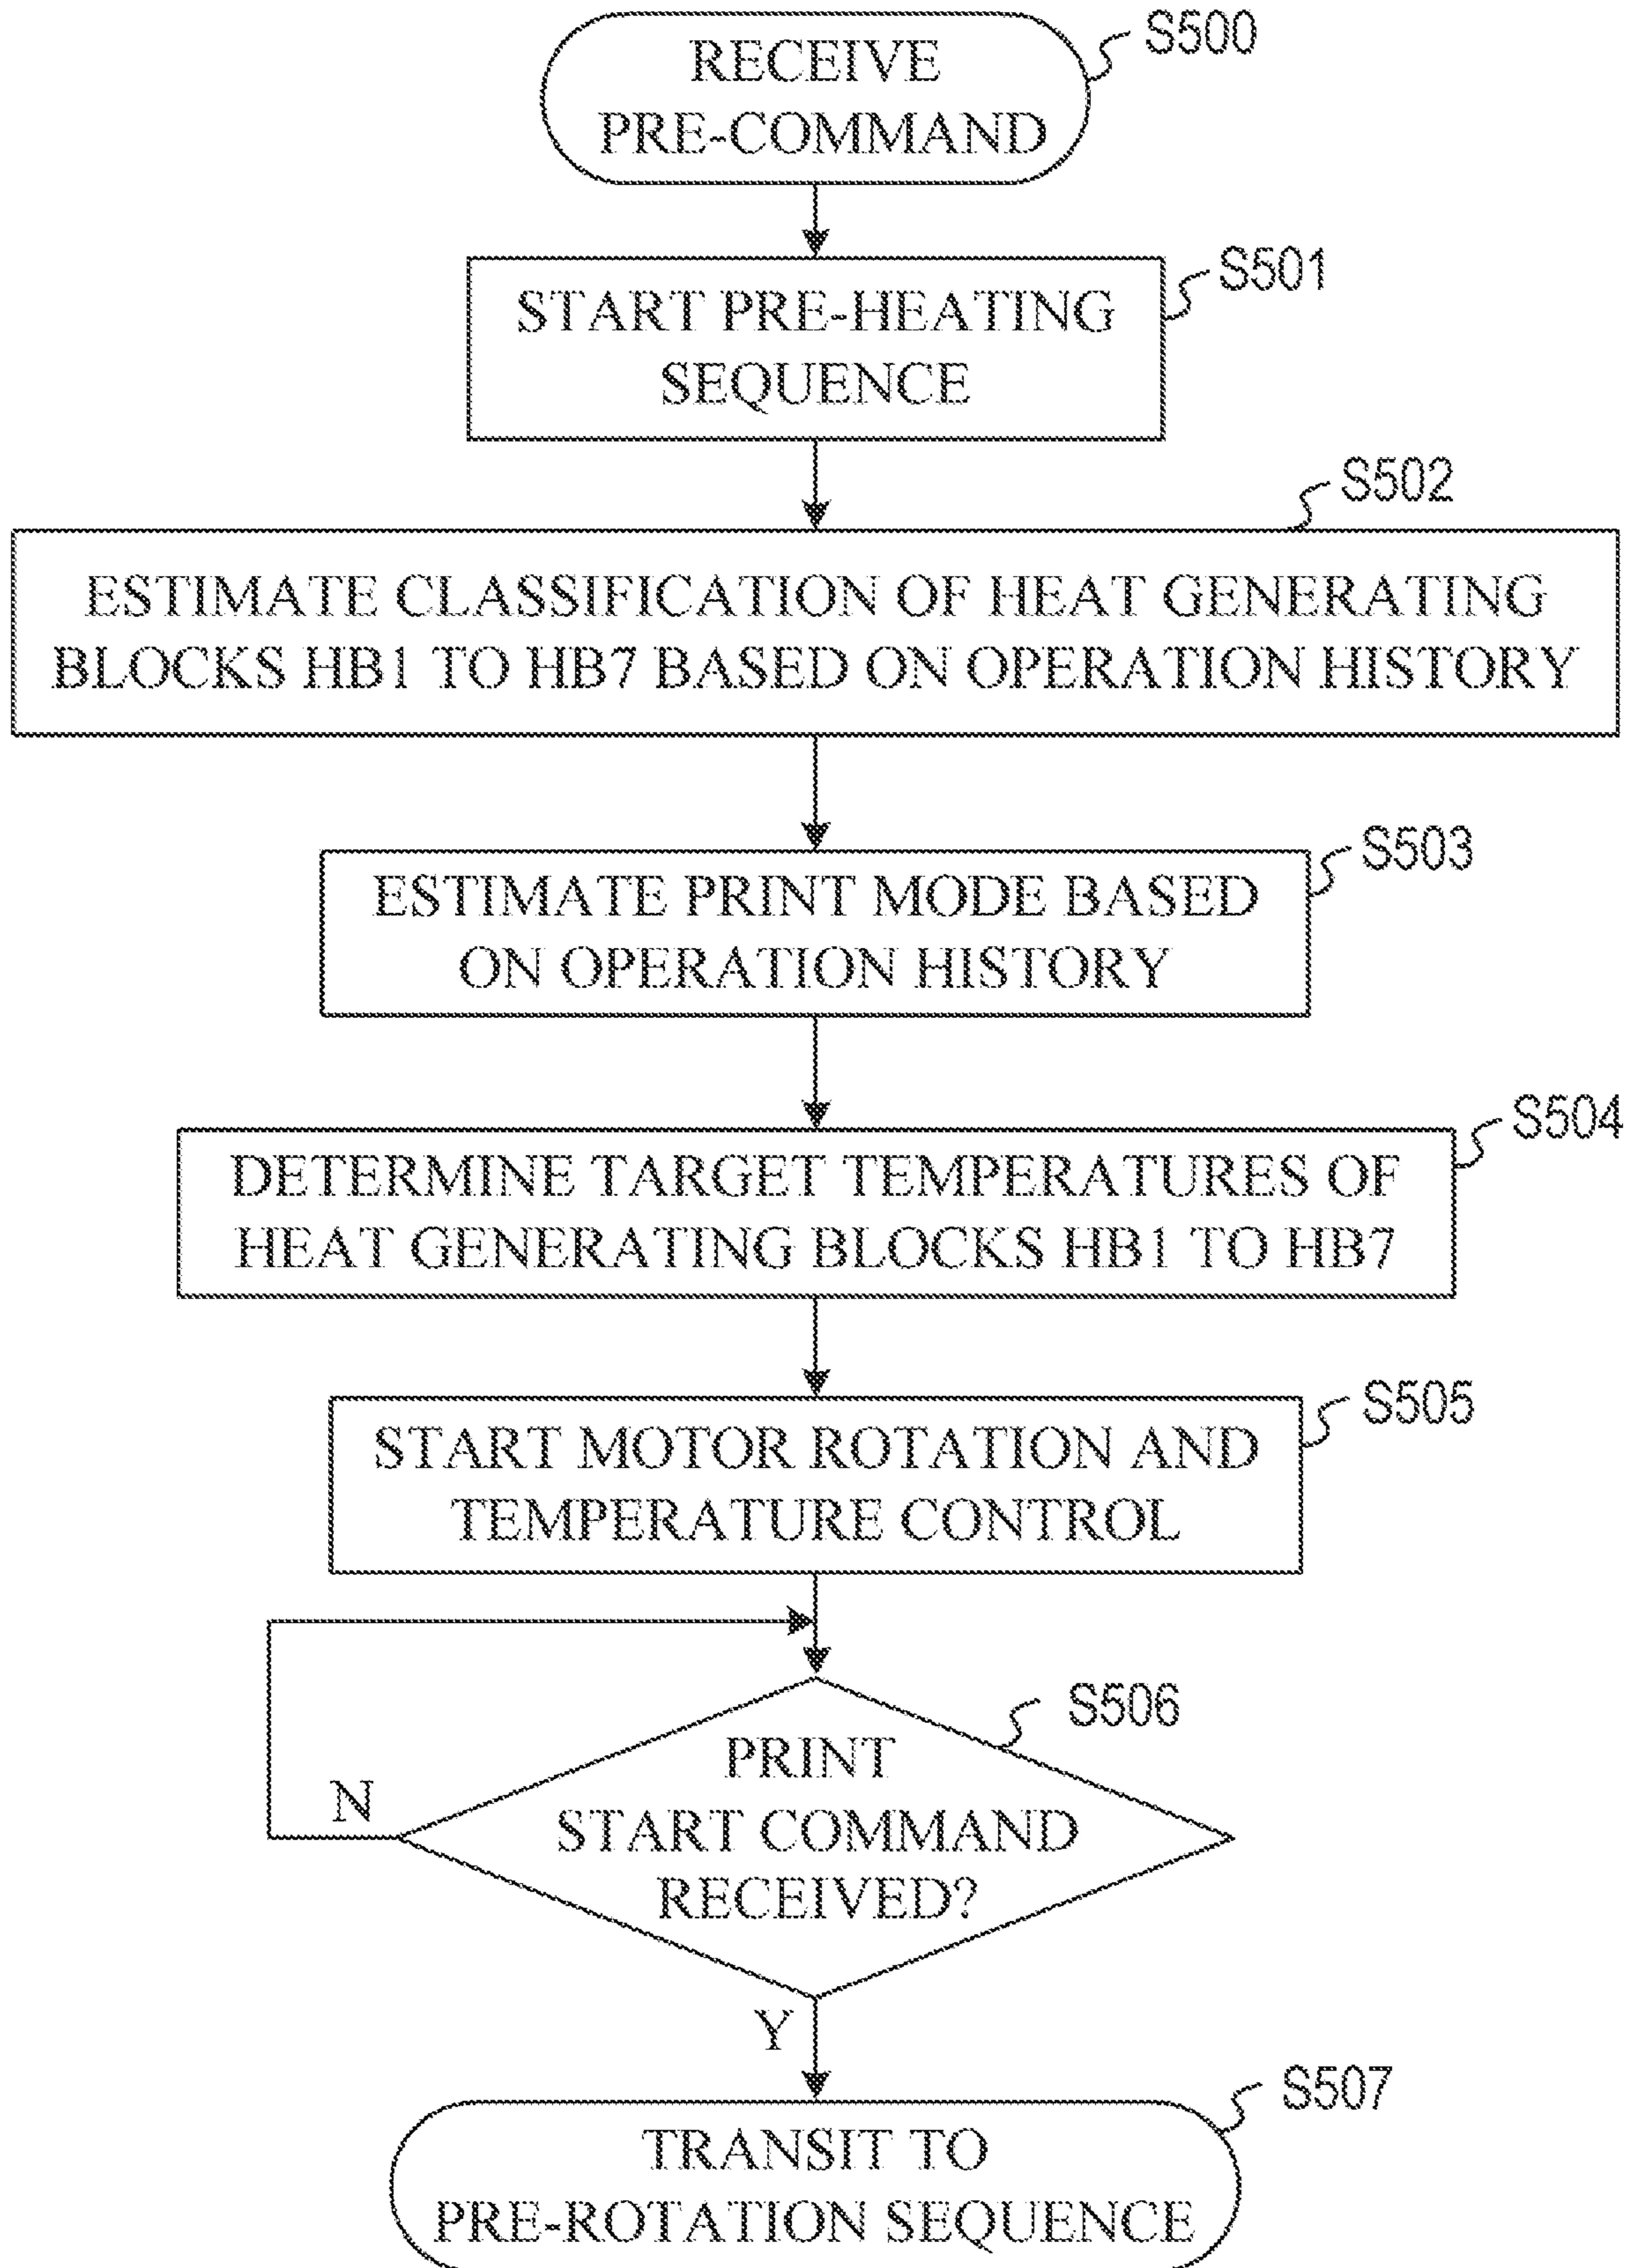 S500
RECEIVE
PRE-COMMAND
S501
START PRE-HEATING
SEQUENCE
S502
ESTIMATE CLASSIFICATION OF HEAT GENERATING
BLOCKS HB1 TO HB7 BASED ON OPERATION HISTORY
S503
ESTIMATE PRINT MODE BASED
ON OPERATION HISTORY
S504
DETERMINE TARGET TEMPERATURES OF
HEAT GENERATING BLOCKS HB1 TO HB7
S505
START MOTOR ROTATION AND
TEMPERATURE CONTROL
S506
PRINT
START COMMAND
RECEIVED?
N
Y
S507
TRANSIT TO
PRE-ROTATION SEQUENCE